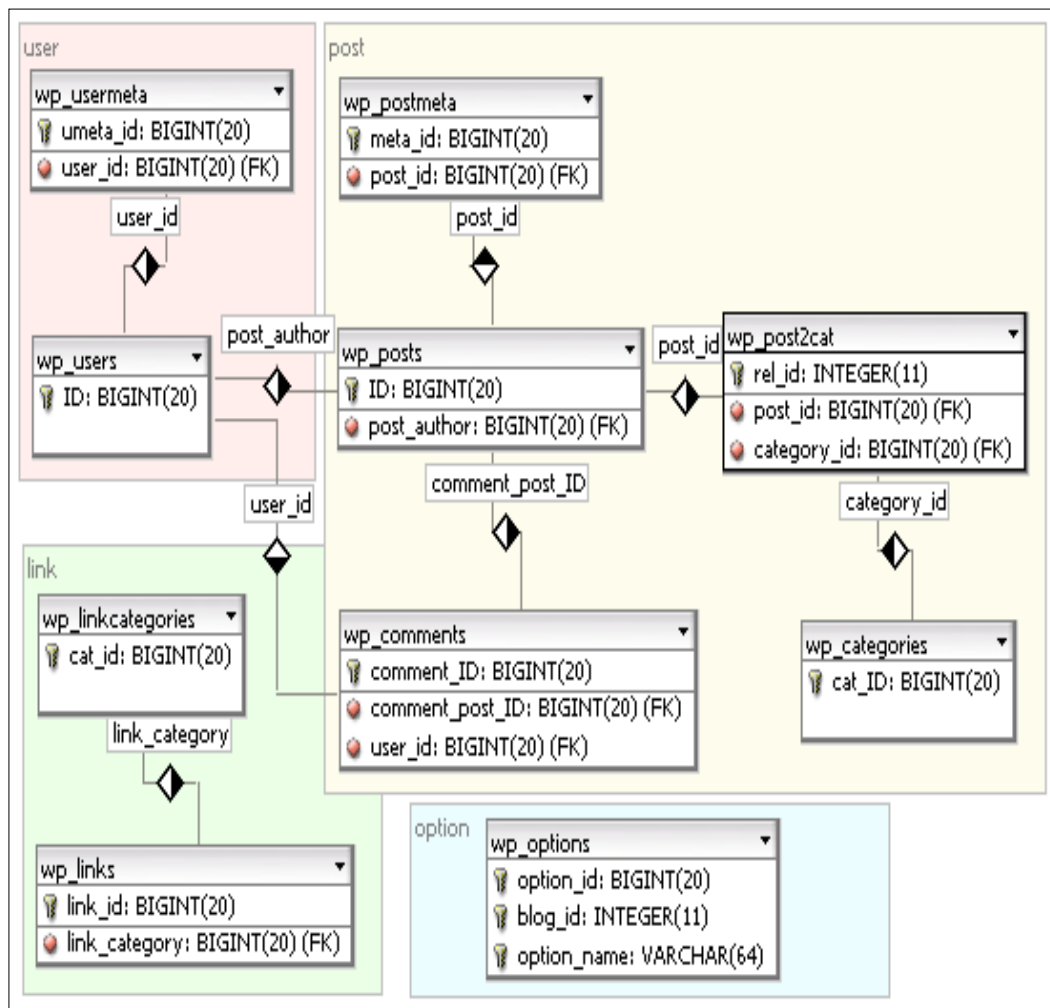 user
wp_usermeta
umeta_id: BIGINT(20)
user_id: BIGINT(20) (FK)
user_id
wp_users
ID: BIGINT(20)
post_author
user_id
post
wp_postmeta
meta_id: BIGINT(20)
post_id: BIGINT(20) (FK)
post_id
wp_posts
ID: BIGINT(20)
post_author: BIGINT(20) (FK)
post_id
wp_post2cat
rel_id: INTEGER(11)
post_id: BIGINT(20) (FK)
category_id: BIGINT(20) (FK)
comment_post_ID
category_id
wp_comments
comment_ID: BIGINT(20)
comment_post_ID: BIGINT(20) (FK)
user_id: BIGINT(20) (FK)
wp_categories
cat_ID: BIGINT(20)
link
wp_linkcategories
cat_id: BIGINT(20)
link_category
wp_links
link_id: BIGINT(20)
link_category: BIGINT(20) (FK)
option
wp_options
option_id: BIGINT(20)
blog_id: INTEGER(11)
option_name: VARCHAR(64)